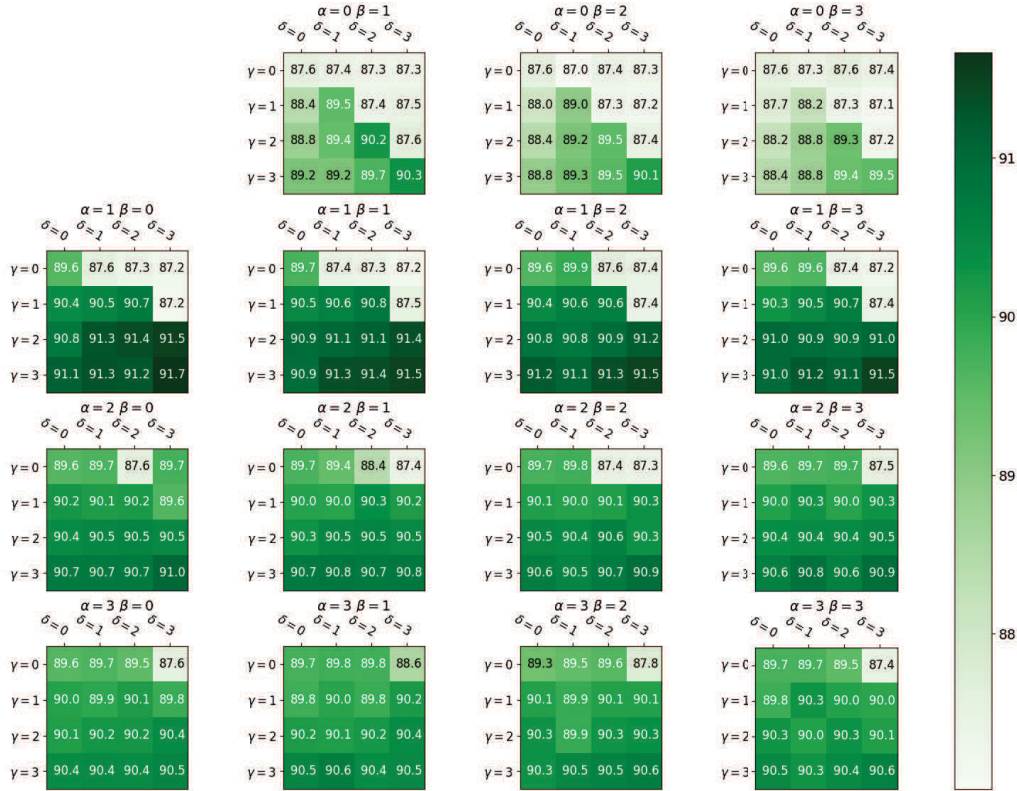 α=0 β=1 α=0 β=2 α=0 β=3
δ=0 δ=1 δ=2 δ=3 δ=0 δ=1 δ=2 δ=3 δ=0 δ=1 δ=2 δ=3
γ=0 87.6 87.4 87.3 87.3 γ=0 87.6 87.0 87.4 87.3 γ=0 87.6 87.3 87.6 87.4
γ=1 88.4 89.5 87.4 87.5 γ=1 88.0 89.0 87.3 87.2 γ=1 87.7 88.2 87.3 87.1
91
γ=2 88.8 89.4 90.2 87.6 γ=2 88.4 89.2 89.5 87.4 γ=2 88.2 88.8 89.3 87.2
γ=3 89.2 89.2 89.7 90.3 γ=3 88.8 89.3 89.5 90.1 γ=3 88.4 88.8 89.4 89.5
α=1 β=0 α=1 β=1 α=1 β=2 α=1 β=3
δ=0 δ=1 δ=2 δ=3 δ=0 δ=1 δ=2 δ=3 δ=0 δ=1 δ=2 δ=3 δ=0 δ=1 δ=2 δ=3
γ=0 89.6 87.6 87.3 87.2 γ=0 89.7 87.4 87.3 87.2 γ=0 89.6 89.9 87.6 87.4 γ=0 89.6 89.6 87.4 87.2
γ=1 90.4 90.5 90.7 87.2 γ=1 90.5 90.6 90.8 87.5 γ=1 90.4 90.6 90.6 87.4 γ=1 90.3 90.5 90.7 87.4
90
γ=2 90.8 91.3 91.4 91.5 γ=2 90.9 91.1 91.1 91.4 γ=2 90.8 90.8 90.9 91.2 γ=2 91.0 90.9 90.9 91.0
γ=3 91.1 91.3 91.2 91.7 γ=3 90.9 91.3 91.4 91.5 γ=3 91.2 91.1 91.3 91.5 γ=3 91.0 91.2 91.1 91.5
α=2 β=0 α=2 β=1 α=2 β=2 α=2 β=3
δ=0 δ=1 δ=2 δ=3 δ=0 δ=1 δ=2 δ=3 δ=0 δ=1 δ=2 δ=3 δ=0 δ=1 δ=2 δ=3
γ=0 89.6 89.7 87.6 89.7 γ=0 89.7 89.4 88.4 87.4 γ=0 89.7 89.8 87.4 87.3 γ=0 89.6 89.7 89.7 87.5
89
γ=1 90.2 90.1 90.2 89.6 γ=1 90.0 90.0 90.3 90.2 γ=1 90.1 90.0 90.1 90.3 γ=1 90.0 90.3 90.0 90.3
γ=2 90.4 90.5 90.5 90.5 γ=2 90.3 90.5 90.5 90.5 γ=2 90.5 90.4 90.6 90.3 γ=2 90.4 90.4 90.4 90.5
γ=3 90.7 90.7 90.7 91.0 γ=3 90.7 90.8 90.7 90.8 γ=3 90.6 90.5 90.7 90.9 γ=3 90.6 90.8 90.6 90.9
α=3 β=0 α=3 β=1 α=3 β=2 α=3 β=3
δ=0 δ=1 δ=2 δ=3 δ=0 δ=1 δ=2 δ=3 δ=0 δ=1 δ=2 δ=3 δ=0 δ=1 δ=2 δ=3
88
γ=0 89.6 89.7 89.5 87.6 γ=0 89.7 89.8 89.8 88.6 γ=0 89.3 89.5 89.6 87.8 γ=0 89.7 89.7 89.5 87.4
γ=1 90.0 89.9 90.1 89.8 γ=1 89.8 90.0 89.8 90.2 γ=1 90.1 89.9 90.1 90.1 γ=1 89.8 90.3 90.0 90.0
γ=2 90.1 90.2 90.2 90.4 γ=2 90.2 90.1 90.2 90.4 γ=2 90.3 89.9 90.3 90.3 γ=2 90.3 90.0 90.3 90.1
γ=3 90.4 90.4 90.4 90.5 γ=3 90.5 90.6 90.4 90.5 γ=3 90.3 90.5 90.5 90.6 γ=3 90.5 90.3 90.4 90.6